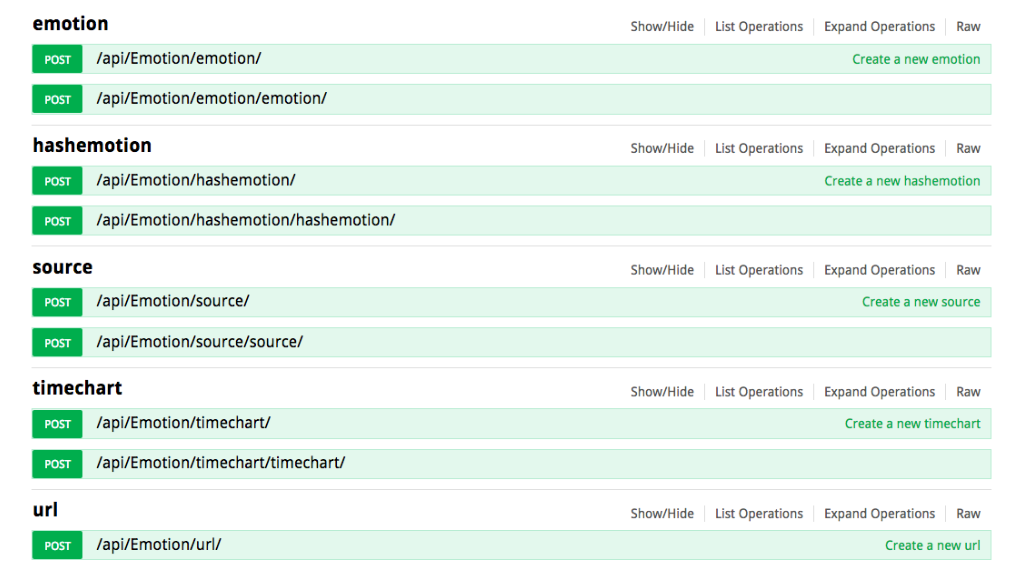 emotion Show/Hide List Operations Expand Operations Raw
POST /api/Emotion/emotion/ Create a new emotion
POST /api/Emotion/emotion/emotion/
hashemotion Show/Hide List Operations Expand Operations Raw
POST /api/Emotion/hashemotion/ Create a new hashemotion
POST /api/Emotion/hashemotion/hashemotion/
source Show/Hide List Operations Expand Operations Raw
POST /api/Emotion/source/ Create a new source
POST /api/Emotion/source/source/
timechart Show/Hide List Operations Expand Operations Raw
POST /api/Emotion/timechart/ Create a new timechart
POST /api/Emotion/timechart/timechart/
url Show/Hide List Operations Expand Operations Raw
POST /api/Emotion/url/ Create a new url